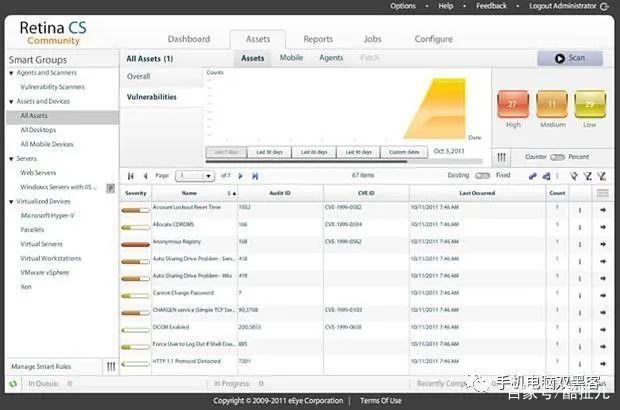 Options Help Feedback Logout Administrator
Retina CS
Community
Dashboard Assets Reports Jobs Configure
Smart Groups
Agents and Scanners
Vulnerability Scanners
Assets and Devices
All Assets
All Desktops
All Mobile Devices
Servers
Web Servers
Windows Servers with IIS ... P
Virtualized Devices
Microsoft Hyper-V
Parallels
Virtual Servers
Virtual Workstations
VMware vSphere
Xen
Manage Smart Rules
All Assets (1) Assets Mobile Agents Patch Scan
Overall
Vulnerabilities
Counts
Date
Last 7 days Last 30 days Last 60 days Last 90 days Custom dates Oct 3, 2011
27 11 29
High Medium Low
Counter Percent
Page 1 of 7 67 items Existing Fixed
Severity Name 1 Audit ID CVE ID Last Occurred Count
Account Lockout Reset Time 1052 CVE-1999-0582 10/11/2011 7:46 AM 1
Allocate CDROMS 166 CVE-1999-0594 10/11/2011 7:46 AM 1
Anonymous Registry 168 CVE-1999-0562 10/11/2011 7:46 AM 1
Auto Sharing Drive Problem - Serv 418 10/11/2011 7:46 AM 1
Auto Sharing Drive Problem - Wks 419 10/11/2011 7:46 AM 1
Cannot Change Password 7 10/11/2011 7:46 AM 1
CHARGEN service (Simple TCP Ser... 90,3708 CVE-1999-0103 10/11/2011 7:46 AM 1
DCOM Enabled CVE-1999-0658 10/11/2011 7:46 AM 1
Force User to Log Out if Shell Ena... 885 10/11/2011 7:46 AM 1
HTTP 1.1 Protocol Detected 7301 10/11/2011 7:46 AM
In Queue: 0 In Progress: 0 Recently Comp
手机电脑双黑客
Copyright © 2009-2011 eEye Corporation | Terms Of Use